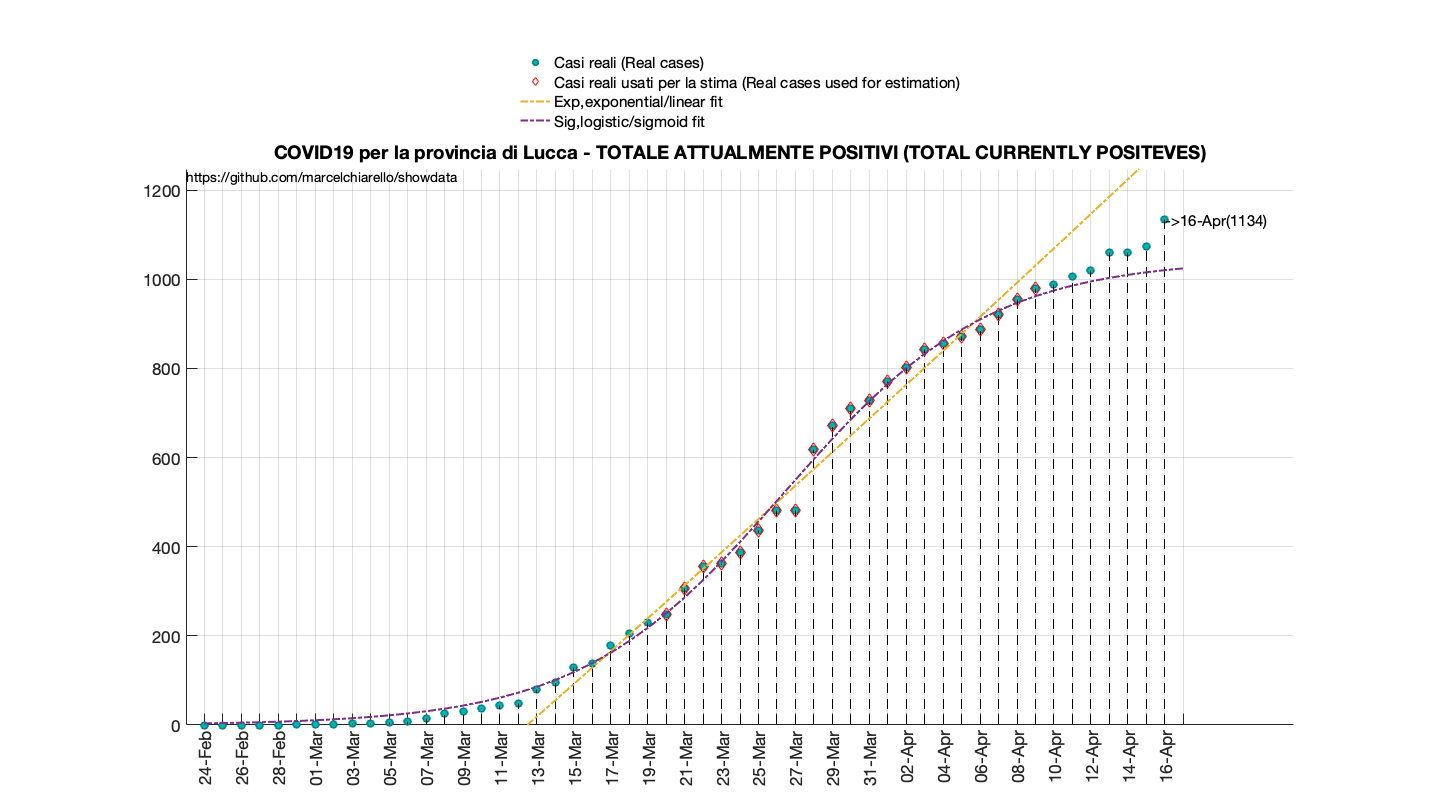 Casi reali (Real cases)
Casi reali usati per la stima (Real cases used for estimation)
Exp,exponential/linear fit
Sig,logistic/sigmoid fit
COVID19 per la provincia di Lucca - TOTALE ATTUALMENTE POSITIVI (TOTAL CURRENTLY POSITEVES)
https://github.com/marcelchiarello/showdata
1200
->16-Apr(1134)
1000
800
600
400
200
0
24-Feb
26-Feb
28-Feb
01-Mar
03-Mar
05-Mar
07-Mar
09-Mar
11-Mar
13-Mar
15-Mar
17-Mar
19-Mar
21-Mar
23-Mar
25-Mar
27-Mar
29-Mar
31-Mar
02-Apr
04-Apr
06-Apr
08-Apr
10-Apr
12-Apr
14-Apr
16-Apr